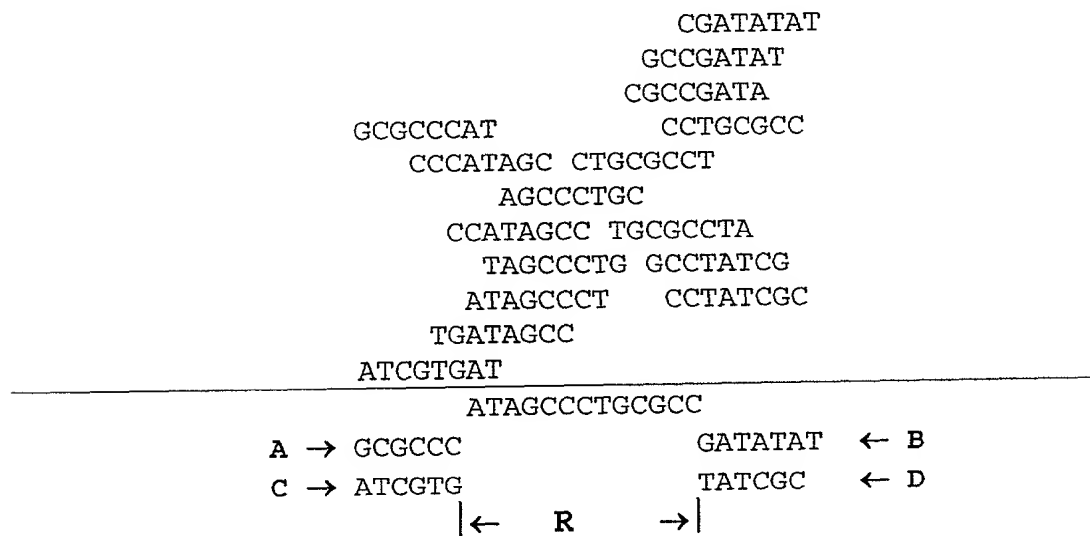 CGATATAT
GCCGATAT
CGCCGATA
GCGCCCAT CCTGCGCC
CCCATAGC CTGCGCCT
AGCCCTGC
CCATAGCC TGCGCCTA
TAGCCCTG GCCTATCG
ATAGCCCT CCTATCGC
TGATAGCC
ATCGTGAT
ATAGCCCTGCGCC
A → GCGCCC GATATAT ← B
C → ATCGTG TATCGC ← D
|← R →|